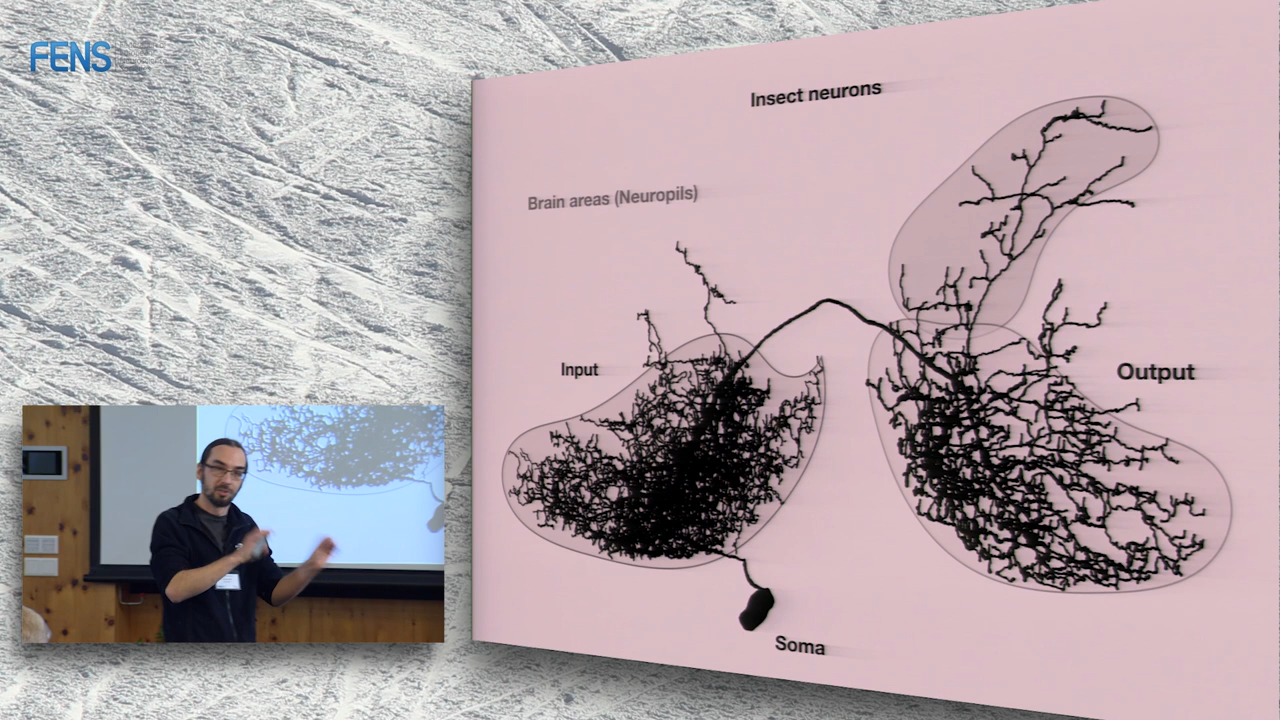 FENS
Insect neurons
Brain areas (Neuropils)
Input
Output
Soma